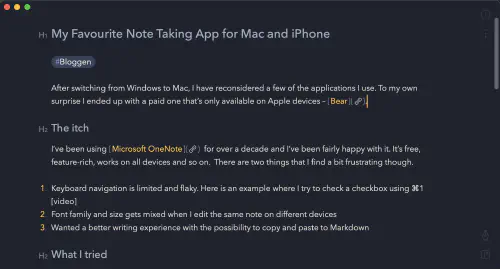 H1 My Favourite Note Taking App for Mac and iPhone
#Bloggen
After switching from Windows to Mac, I have reconsidered a few of the applications I use. To my own
surprise I ended up with a paid one that's only available on Apple devices – [Bear](🔗).
H2 The itch
I've been using [Microsoft OneNote](🔗) for over a decade and I've been fairly happy with it. It's free,
feature-rich, works on all devices and so on. There are two things that I find a bit frustrating though.
1 Keyboard navigation is limited and flaky. Here is an example where I try to check a checkbox using ⌘1
[video]
2 Font family and size gets mixed when I edit the same note on different devices
3 Wanted a better writing experience with the possibility to copy and paste to Markdown
H2 What I tried